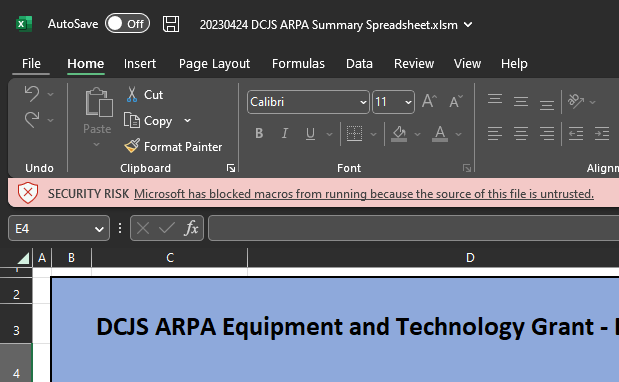 AutoSave Off 20230424 DCJS ARPA Summary Spreadsheet.xlsm
File Home Insert Page Layout Formulas Data Review View Help
Paste
Cut
Copy
Format Painter
Calibri 11 A A
B I U A
Undo Clipboard Font Alignm
SECURITY RISK Microsoft has blocked macros from running because the source of this file is untrusted.
E4 fx
A B C D
1
2
3 DCJS ARPA Equipment and Technology Grant -
4